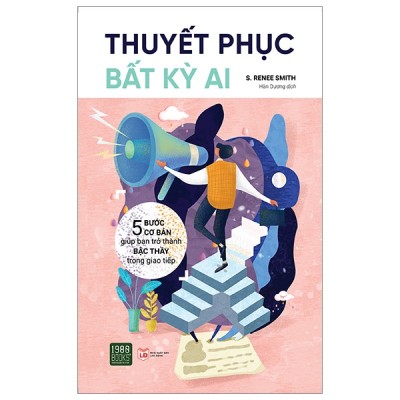 THUYẾT PHỤC
BẤT KỲ AI
S. RENEE SMITH
Hàn Dương dịch
5 BƯỚC
CƠ BẢN
giúp bạn trở thành
BẬC THẦY
trong giao tiếp
1980
BOOKS